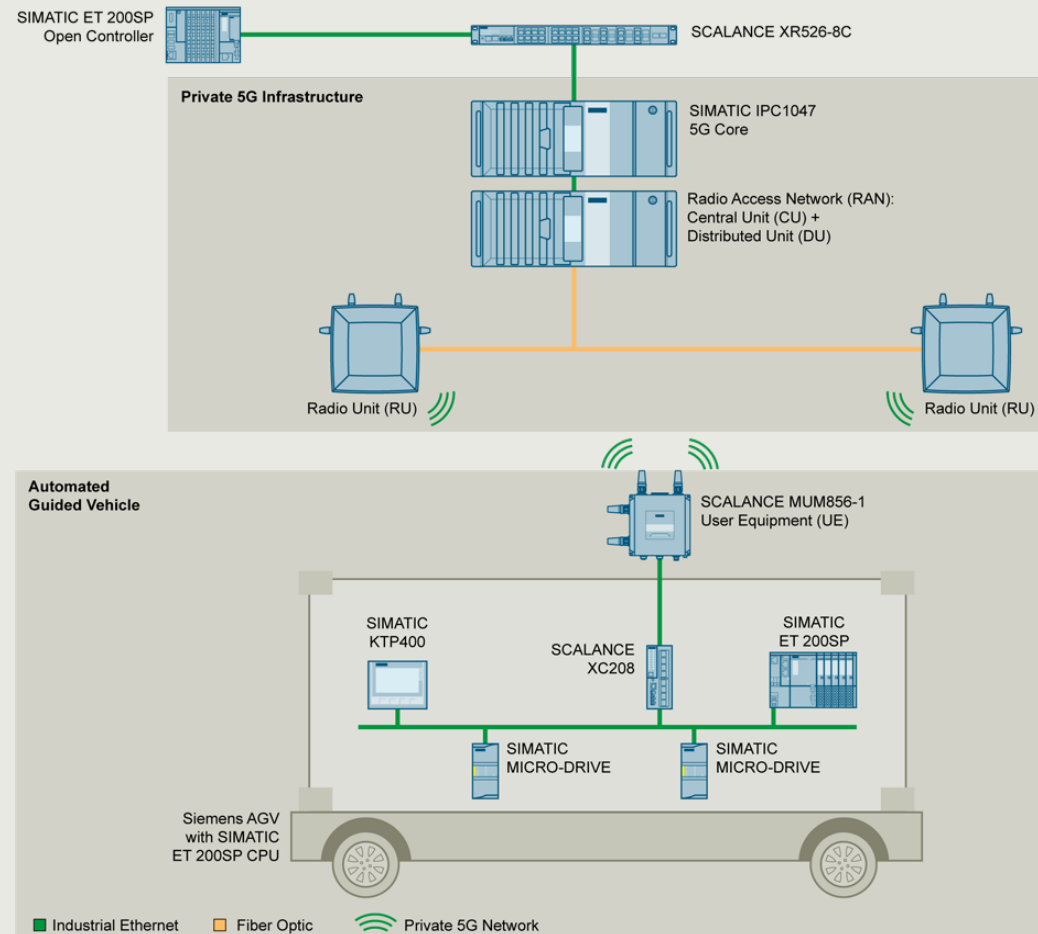 SIMATIC ET 200SP
Open Controller
SCALANCE XR526-8C
Private 5G Infrastructure
SIMATIC IPC1047
5G Core
Radio Access Network (RAN):
Central Unit (CU) +
Distributed Unit (DU)
Radio Unit (RU)
Radio Unit (RU)
Automated
Guided Vehicle
SCALANCE MUM856-1
User Equipment (UE)
SIMATIC
KTP400
SCALANCE
XC208
SIMATIC
ET 200SP
SIMATIC
MICRO-DRIVE
SIMATIC
MICRO-DRIVE
Siemens AGV
with SIMATIC
ET 200SP CPU
Industrial Ethernet
Fiber Optic
Private 5G Network